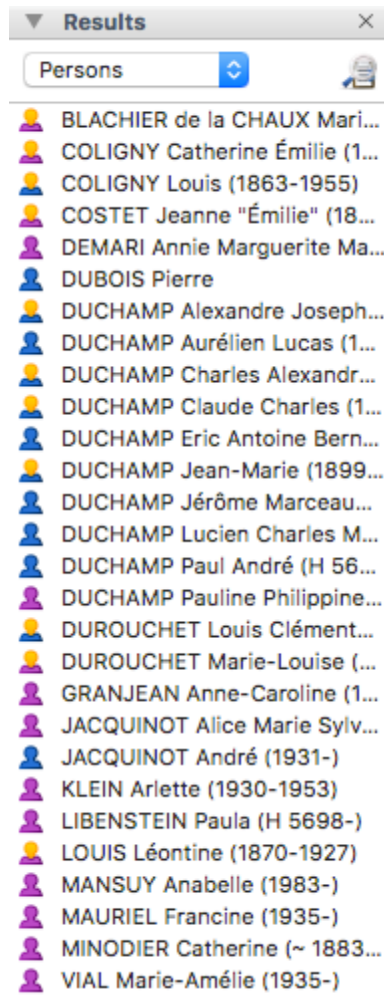 Results
Persons
BLACHIER de la CHAUX Mari...
COLIGNY Catherine Émilie (1...
COLIGNY Louis (1863-1955)
COSTET Jeanne "Émilie" (18...
DEMARI Annie Marguerite Ma...
DUBOIS Pierre
DUCHAMP Alexandre Joseph...
DUCHAMP Aurélien Lucas (1...
DUCHAMP Charles Alexandr...
DUCHAMP Claude Charles (1...
DUCHAMP Eric Antoine Bern...
DUCHAMP Jean-Marie (1899...
DUCHAMP Jérôme Marceau...
DUCHAMP Lucien Charles M...
DUCHAMP Paul André (H 56...
DUCHAMP Pauline Philippine...
DUROUCHET Louis Clément...
DUROUCHET Marie-Louise (...
GRANJEAN Anne-Caroline (1...
JACQUINOT Alice Marie Sylv...
JACQUINOT André (1931-)
KLEIN Arlette (1930-1953)
LIBENSTEIN Paula (H 5698-)
LOUIS Léontine (1870-1927)
MANSUY Anabelle (1983-)
MAURIEL Francine (1935-)
MINODIER Catherine (~ 1883...
VIAL Marie-Amélie (1935-)